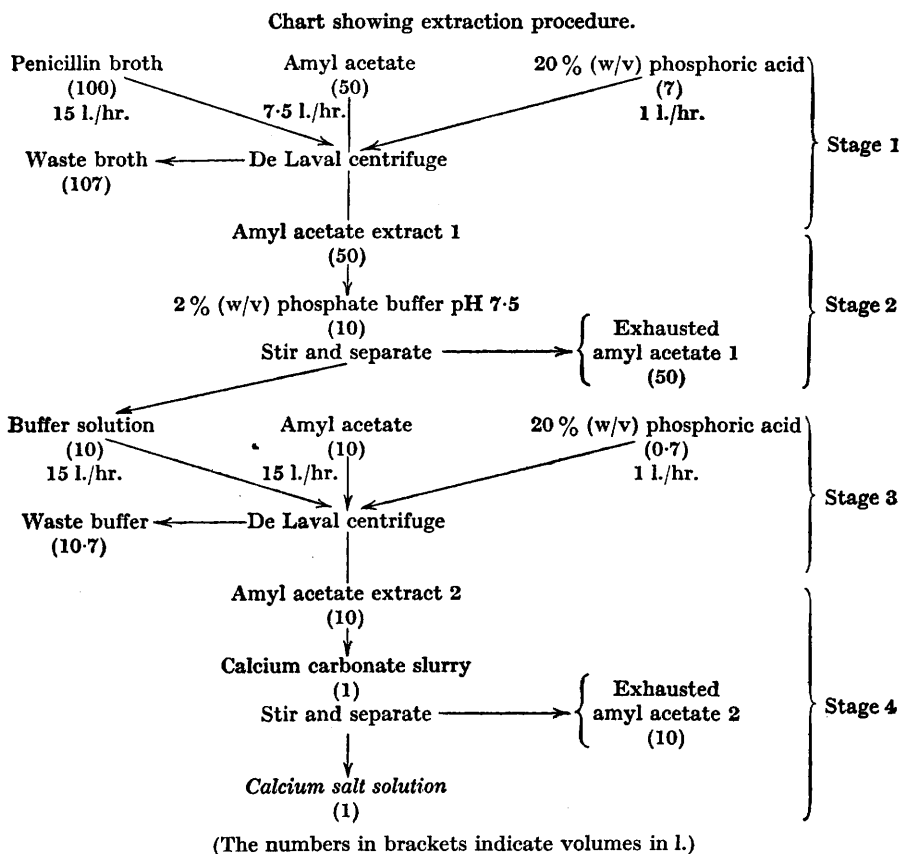 Chart showing extraction procedure.
Penicillin broth
(100)
15 l./hr.
Amyl acetate
(50)
7·5 l./hr.
20 % (w/v) phosphoric acid
(7)
1 l./hr.
Waste broth
(107)
De Laval centrifuge
Stage 1
Amyl acetate extract 1
(50)
2 % (w/v) phosphate buffer pH 7·5
(10)
Stir and separate
Exhausted
amyl acetate 1
(50)
Stage 2
Buffer solution
(10)
15 l./hr.
Amyl acetate
(10)
15 l./hr.
20 % (w/v) phosphoric acid
(0·7)
1 l./hr.
Waste buffer
(10·7)
De Laval centrifuge
Stage 3
Amyl acetate extract 2
(10)
Calcium carbonate slurry
(1)
Stir and separate
Exhausted
amyl acetate 2
(10)
Stage 4
Calcium salt solution
(1)
(The numbers in brackets indicate volumes in l.)